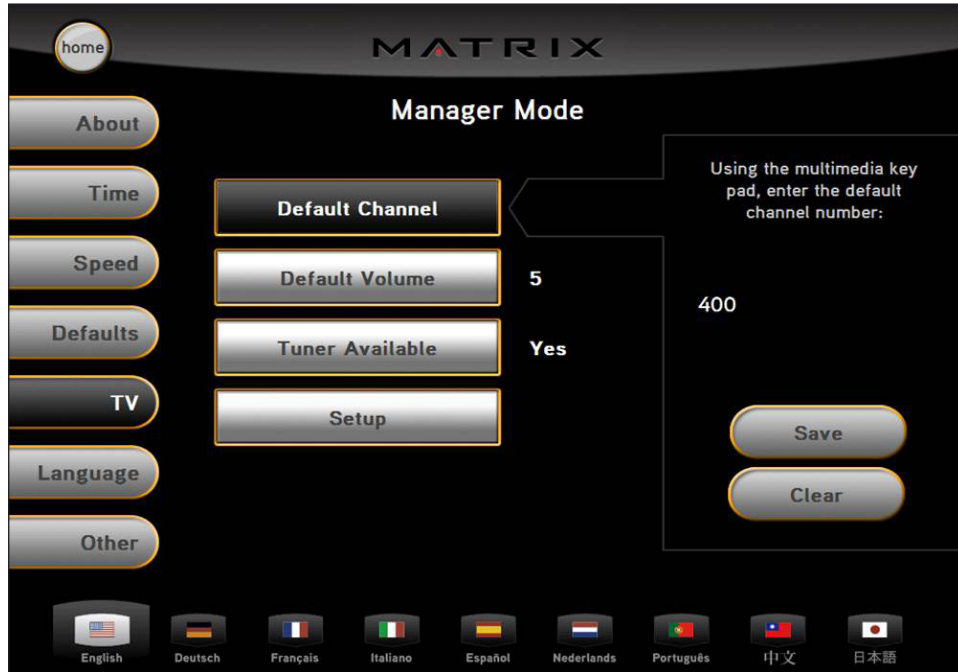 home
MATRIX
Manager Mode
About
Time
Speed
Defaults
TV
Language
Other
Default Channel
Default Volume
5
Tuner Available
Yes
Setup
Using the multimedia key
pad, enter the default
channel number:
400
Save
Clear
English
Deutsch
Français
Italiano
Español
Nederlands
Português
中文
日本語